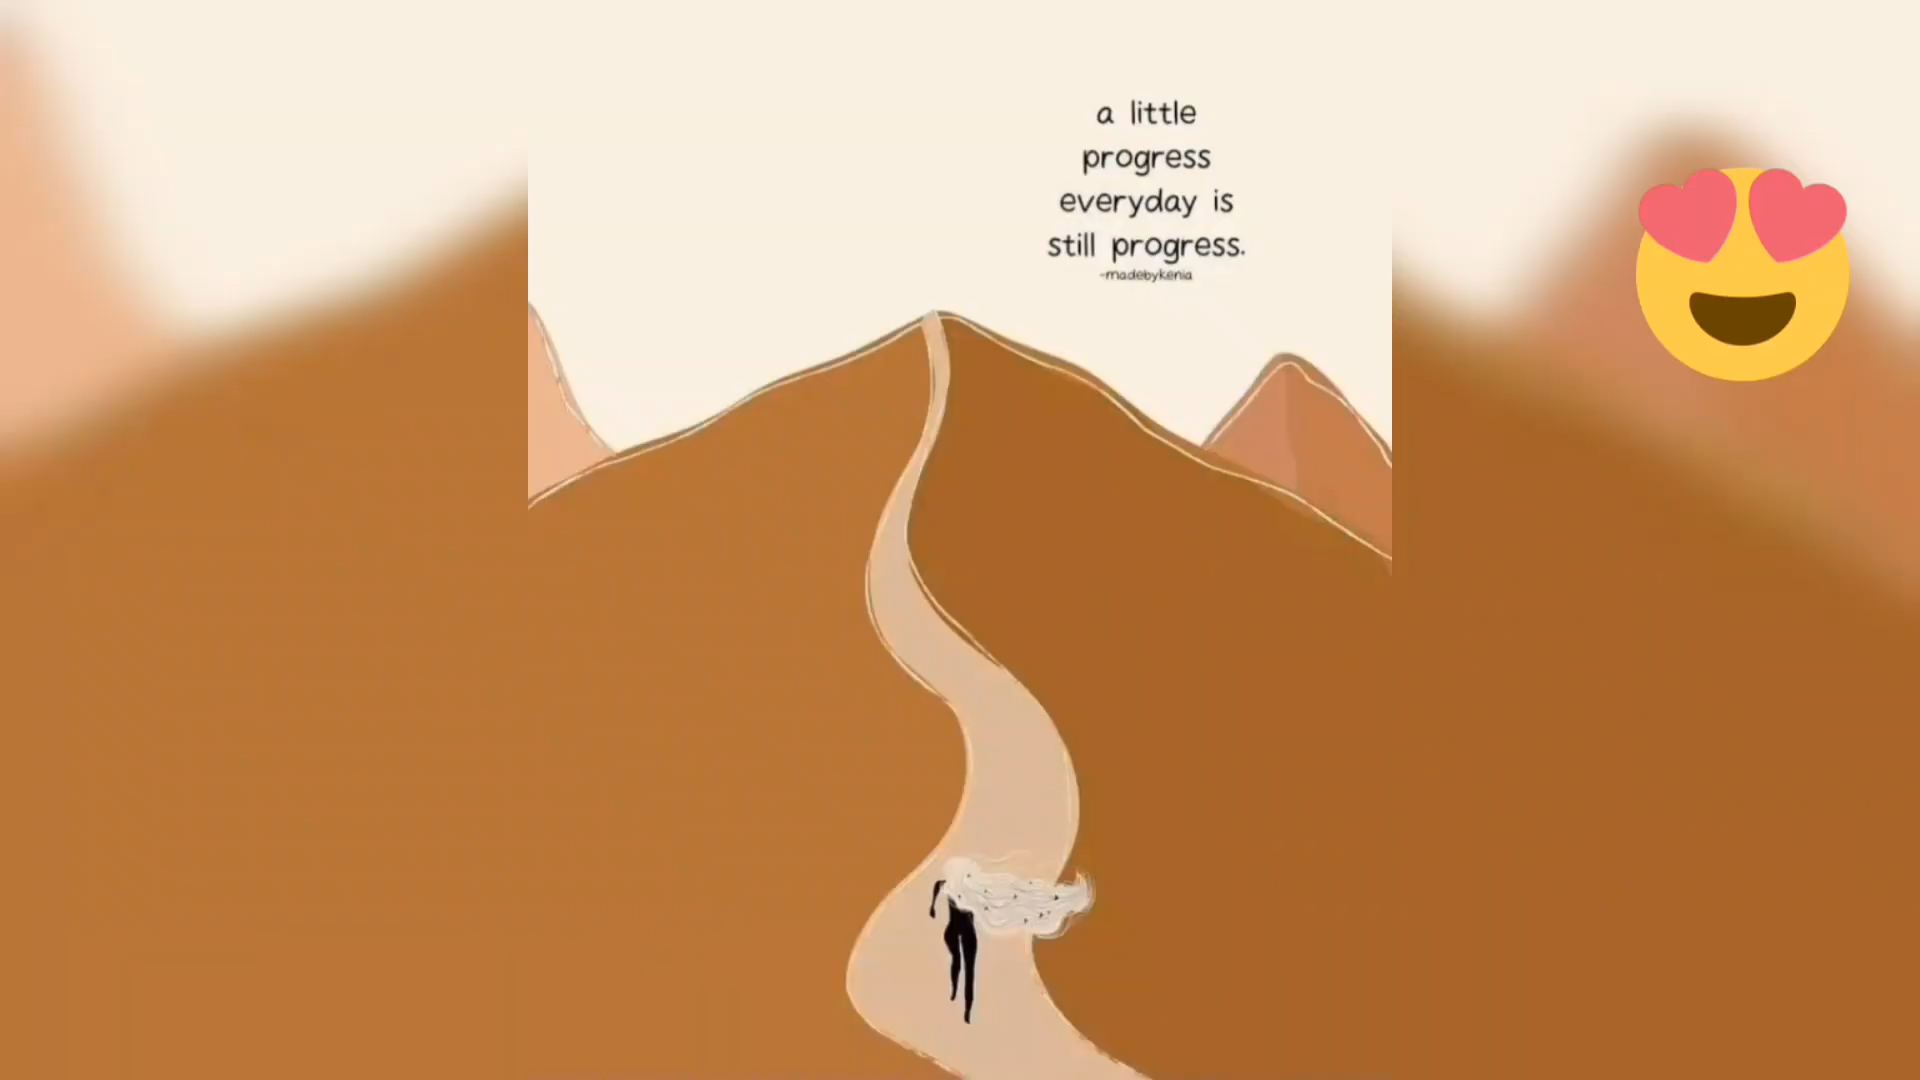 a little
progress
everyday is
still progress.
-madebykenia